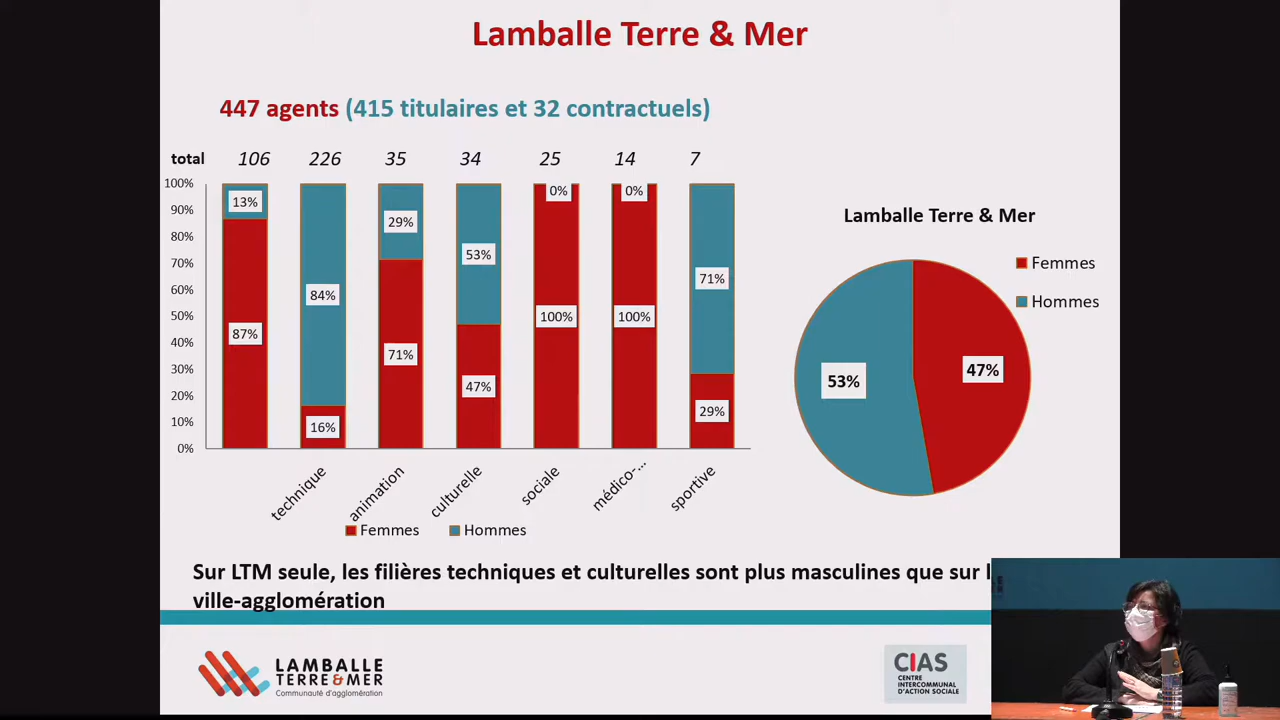 Lamballe Terre & Mer
447 agents (415 titulaires et 32 contractuels)
total 106 226 35 34 25 14 7
100%
90%
80%
70%
60%
50%
40%
30%
20%
10%
0%
13%
87%
84%
16%
29%
71%
53%
47%
0%
100%
0%
100%
71%
29%
technique
animation
culturelle
sociale
médico-...
sportive
Femmes Hommes
Lamballe Terre & Mer
Femmes
Hommes
53%
47%
Sur LTM seule, les filières techniques et culturelles sont plus masculines que sur
ville-agglomération
LAMBALLE
TERRE & MER
Communauté d'agglomération
CIAS
CENTRE
INTERCOMMUNAL
D'ACTION SOCIALE